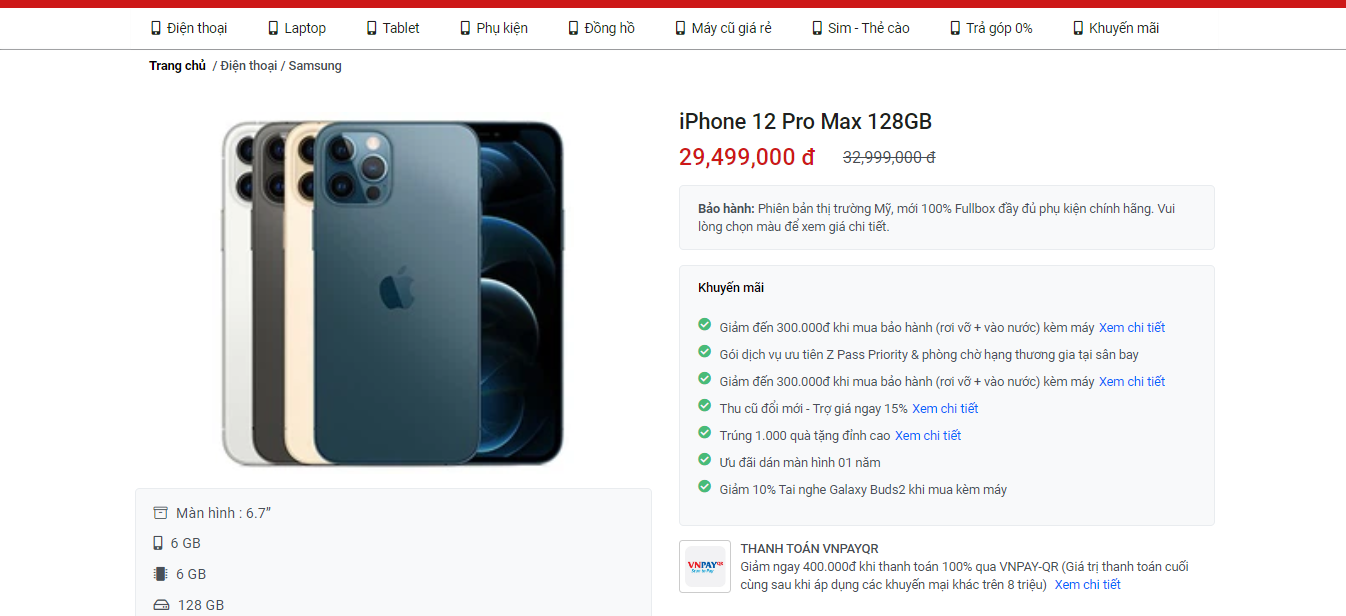 Điện thoại
Laptop
Tablet
Phụ kiện
Đồng hồ
Máy cũ giá rẻ
Sim - Thẻ cào
Trả góp 0%
Khuyến mãi
Trang chủ / Điện thoại / Samsung
iPhone 12 Pro Max 128GB
29,499,000 đ 32,999,000 đ
Bảo hành: Phiên bản thị trường Mỹ, mới 100% Fullbox đầy đủ phụ kiện chính hãng. Vui
lòng chọn màu để xem giá chi tiết.
Khuyến mãi
Giảm đến 300.000đ khi mua bảo hành (rơi vỡ + vào nước) kèm máy Xem chi tiết
Gói dịch vụ ưu tiên Z Pass Priority & phòng chờ hạng thương gia tại sân bay
Giảm đến 300.000đ khi mua bảo hành (rơi vỡ + vào nước) kèm máy Xem chi tiết
Thu cũ đổi mới - Trợ giá ngay 15% Xem chi tiết
Trúng 1.000 quà tặng đỉnh cao Xem chi tiết
Ưu đãi dán màn hình 01 năm
Giảm 10% Tai nghe Galaxy Buds2 khi mua kèm máy
Màn hình : 6.7”
6 GB
6 GB
128 GB
VNPAYQR
THANH TOÁN VNPAYQR
Giảm ngay 400.000đ khi thanh toán 100% qua VNPAY-QR (Giá trị thanh toán cuối
cùng sau khi áp dụng các khuyến mại khác trên 8 triệu) Xem chi tiết